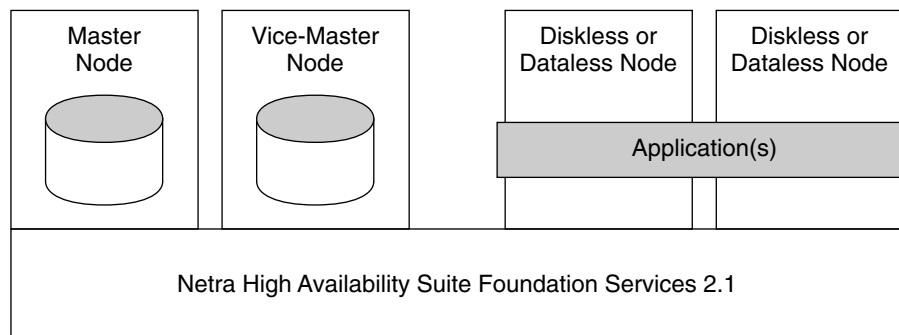 Master
Node
Vice-Master
Node
Diskless or
Dataless Node
Diskless or
Dataless Node
Application(s)
Netra High Availability Suite Foundation Services 2.1